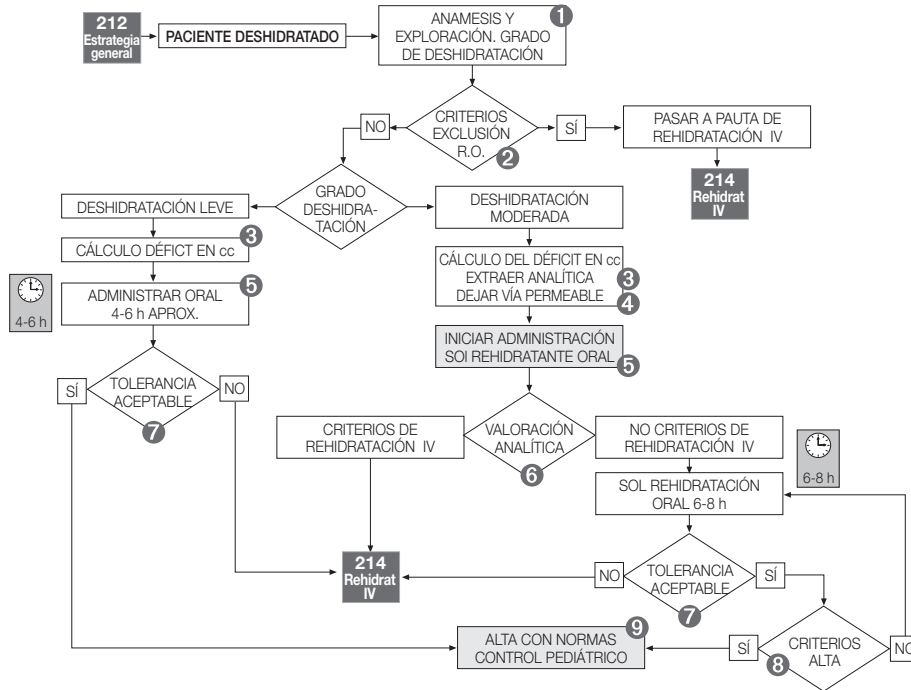 212
Estrategia
general
PACIENTE DESHIDRATADO
ANAMESIS Y
EXPLORACIÓN. GRADO
DE DESHIDRATACIÓN
1
CRITERIOS
EXCLUSIÓN
R.O.
2
NO
SÍ
PASAR A PAUTA DE
REHIDRATACIÓN IV
214
Rehidrat
IV
GRADO
DESHIDRA-
TACIÓN
DESHIDRATACIÓN LEVE
CÁLCULO DÉFICT EN cc
3
ADMINISTRAR ORAL
4-6 h APROX.
5
4-6 h
TOLERANCIA
ACEPTABLE
7
SÍ
NO
DESHIDRATACIÓN
MODERADA
CÁLCULO DEL DÉFICIT EN cc
EXTRAER ANALÍTICA
DEJAR VÍA PERMEABLE
3
4
INICIAR ADMINISTRACIÓN
SOI REHIDRATANTE ORAL
5
VALORACIÓN
ANALÍTICA
6
CRITERIOS DE
REHIDRATACIÓN IV
NO CRITERIOS DE
REHIDRATACIÓN IV
6-8 h
SOL REHIDRATACIÓN
ORAL 6-8 h
TOLERANCIA
ACEPTABLE
7
NO
SÍ
214
Rehidrat
IV
CRITERIOS
ALTA
8
SÍ
NO
ALTA CON NORMAS
CONTROL PEDIÁTRICO
9